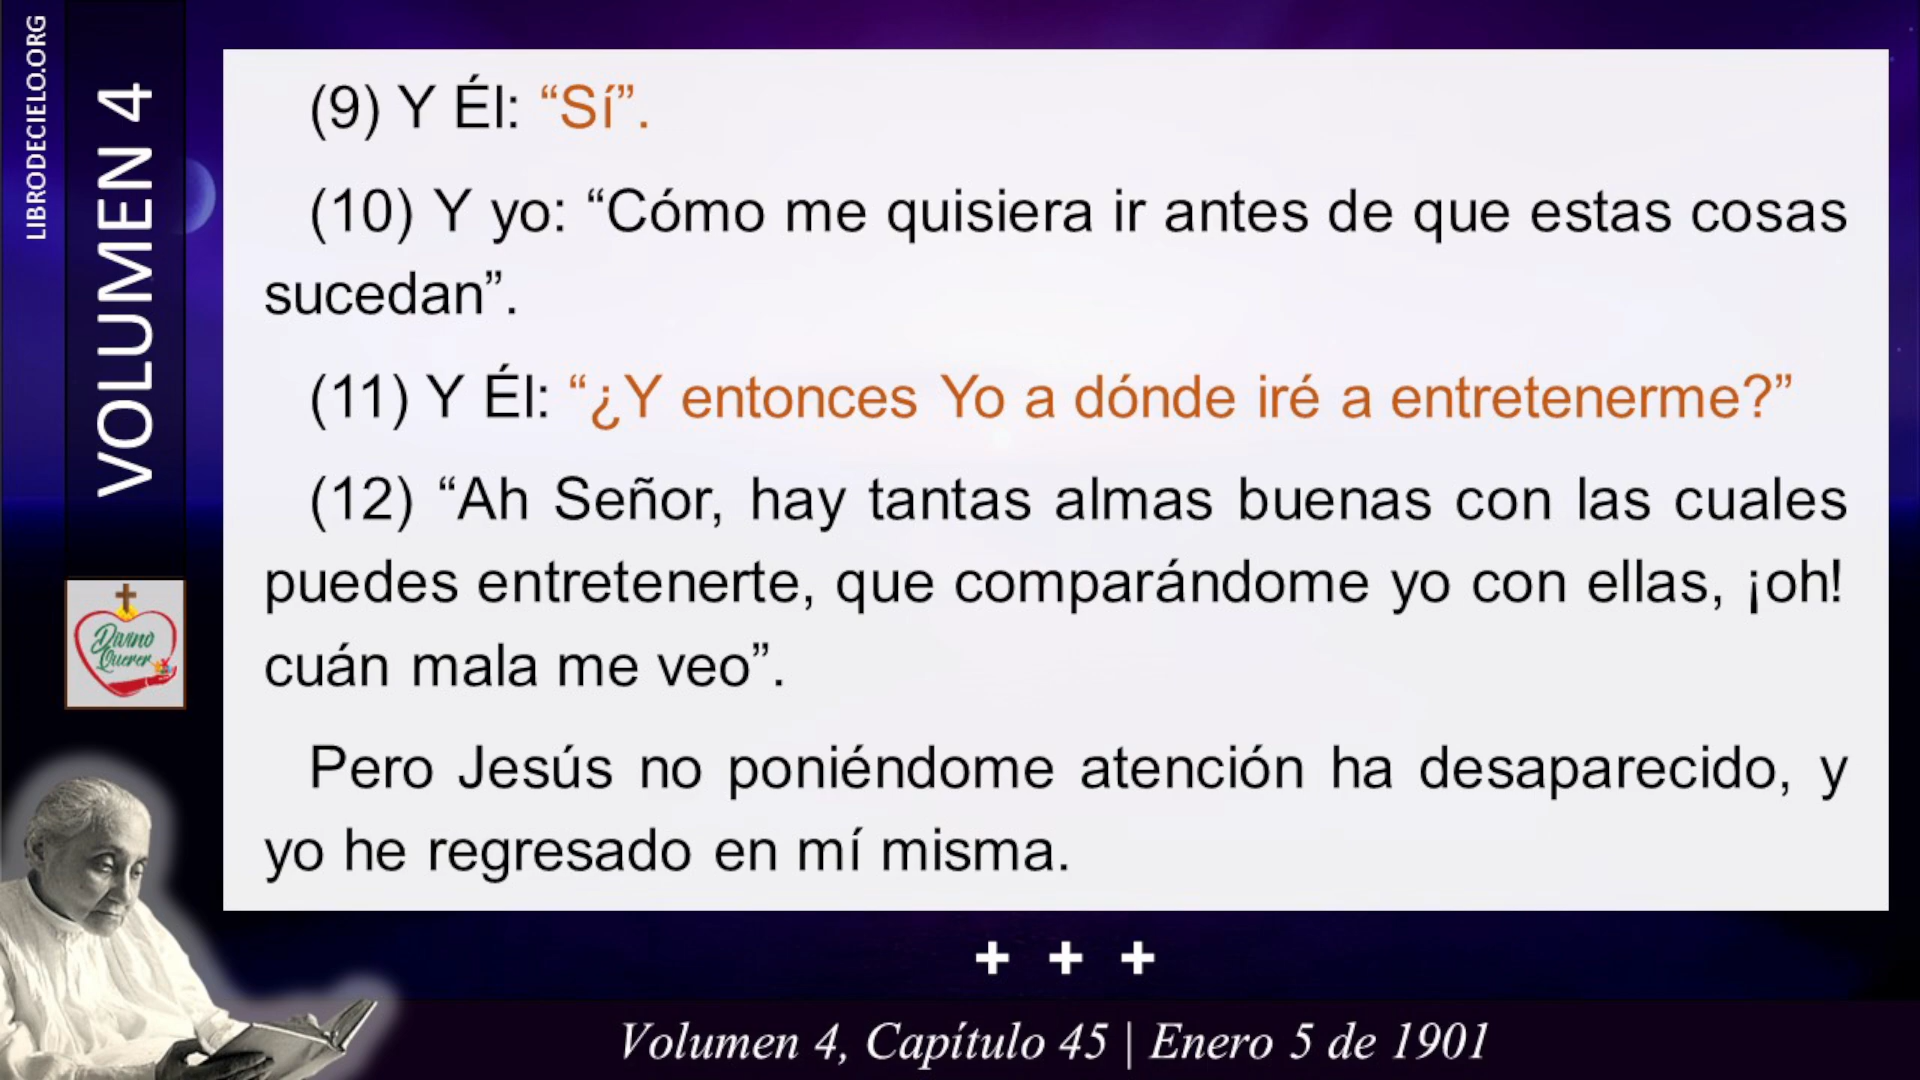 LIBRODECIELO.ORG
VOLUMEN 4
Divino
Querer
(9) Y Él: “Sí”.
(10) Y yo: “Cómo me quisiera ir antes de que estas cosas
sucedan”.
(11) Y Él: “¿Y entonces Yo a dónde iré a entretenerme?”
(12) “Ah Señor, hay tantas almas buenas con las cuales
puedes entretenerte, que comparándome yo con ellas, ¡oh!
cuán mala me veo”.
Pero Jesús no poniéndome atención ha desaparecido, y
yo he regresado en mí misma.
+ + +
Volumen 4, Capítulo 45 | Enero 5 de 1901